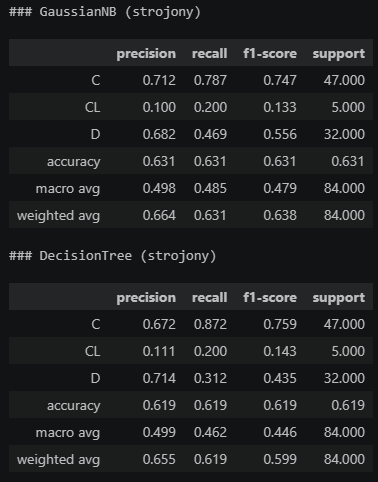 ### GaussianNB (strojony)
precision recall f1-score support
C 0.712 0.787 0.747 47.000
CL 0.100 0.200 0.133 5.000
D 0.682 0.469 0.556 32.000
accuracy 0.631 0.631 0.631 0.631
macro avg 0.498 0.485 0.479 84.000
weighted avg 0.664 0.631 0.638 84.000
### DecisionTree (strojony)
precision recall f1-score support
C 0.672 0.872 0.759 47.000
CL 0.111 0.200 0.143 5.000
D 0.714 0.312 0.435 32.000
accuracy 0.619 0.619 0.619 0.619
macro avg 0.499 0.462 0.446 84.000
weighted avg 0.655 0.619 0.599 84.000